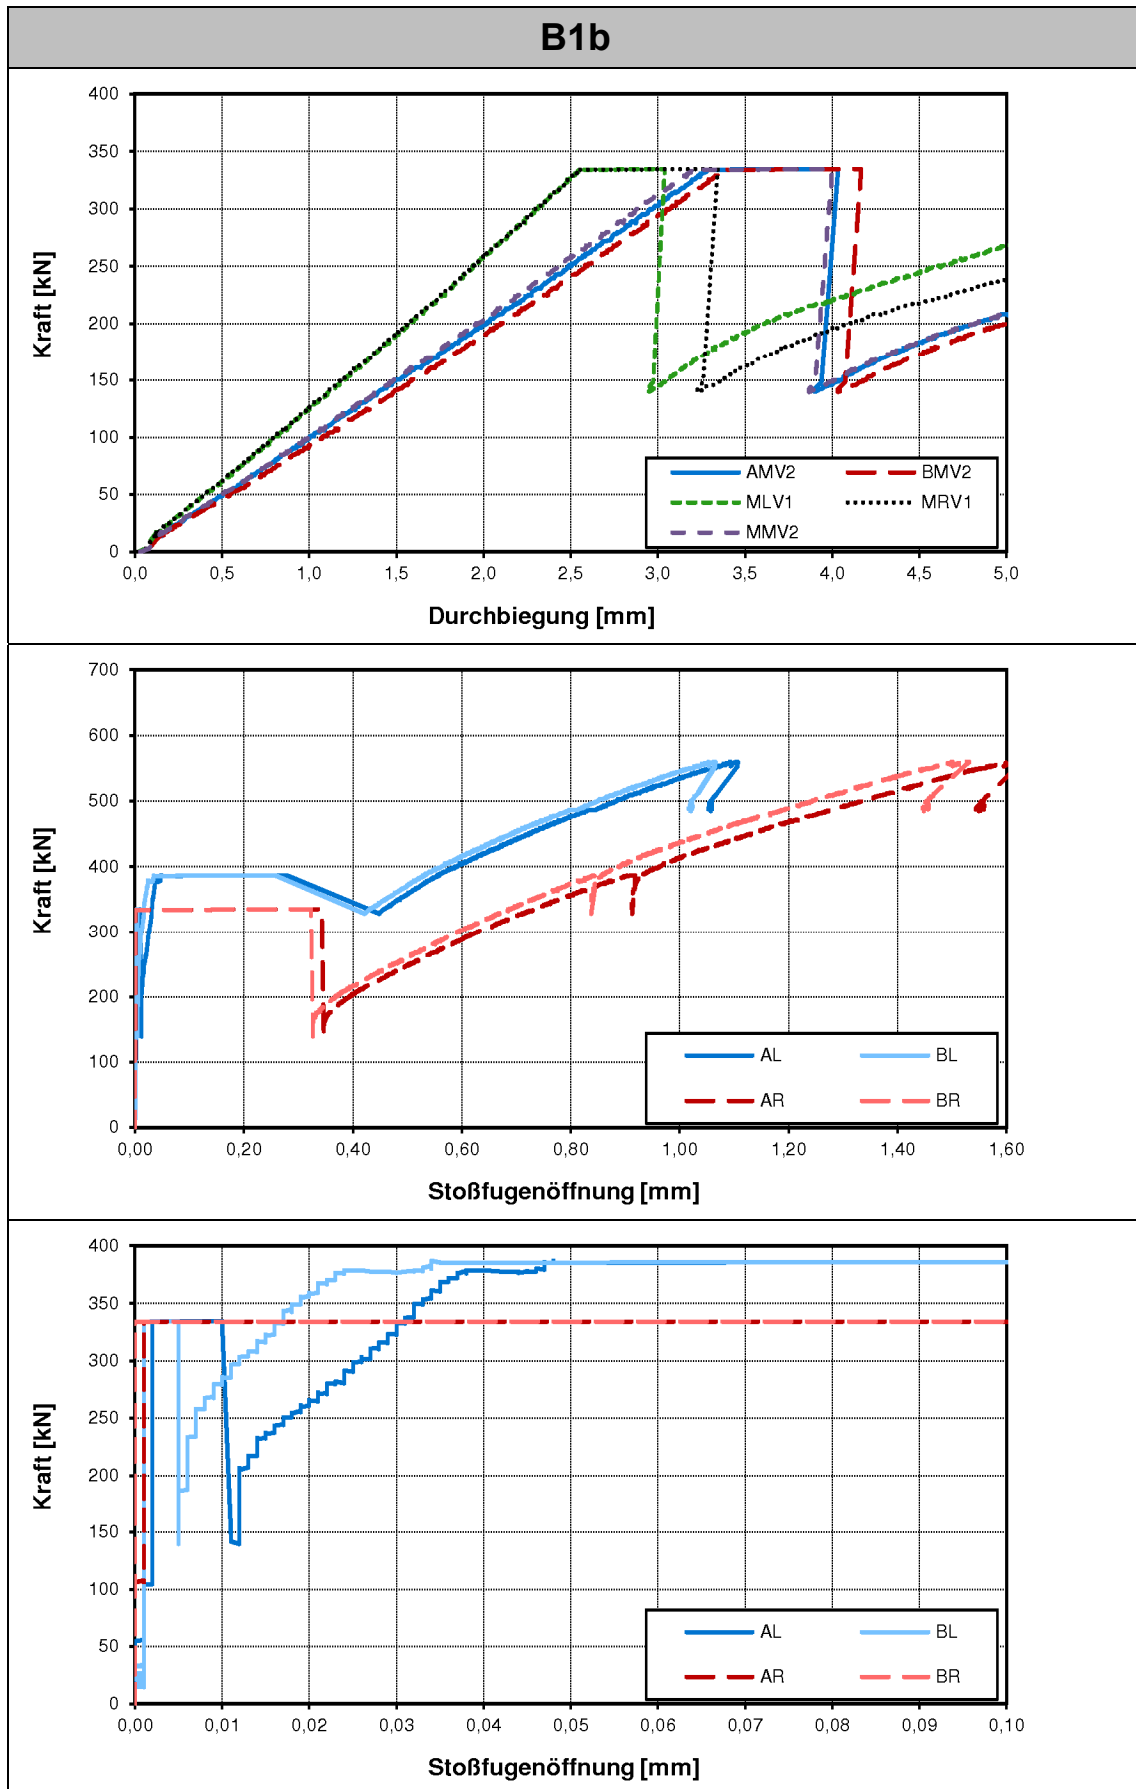 B1b
400
350
300
250
200
150
100
50
0
Kraft [kN]
AMV2 BMV2
MLV1 MRV1
MMV2
0,0 0,5 1,0 1,5 2,0 2,5 3,0 3,5 4,0 4,5 5,0
Durchbiegung [mm]
700
600
500
400
300
200
100
0
Kraft [kN]
AL BL
AR BR
0,00 0,20 0,40 0,60 0,80 1,00 1,20 1,40 1,60
Stoßfugenöffnung [mm]
400
350
300
250
200
150
100
50
0
Kraft [kN]
AL BL
AR BR
0,00 0,01 0,02 0,03 0,04 0,05 0,06 0,07 0,08 0,09 0,10
Stoßfugenöffnung [mm]